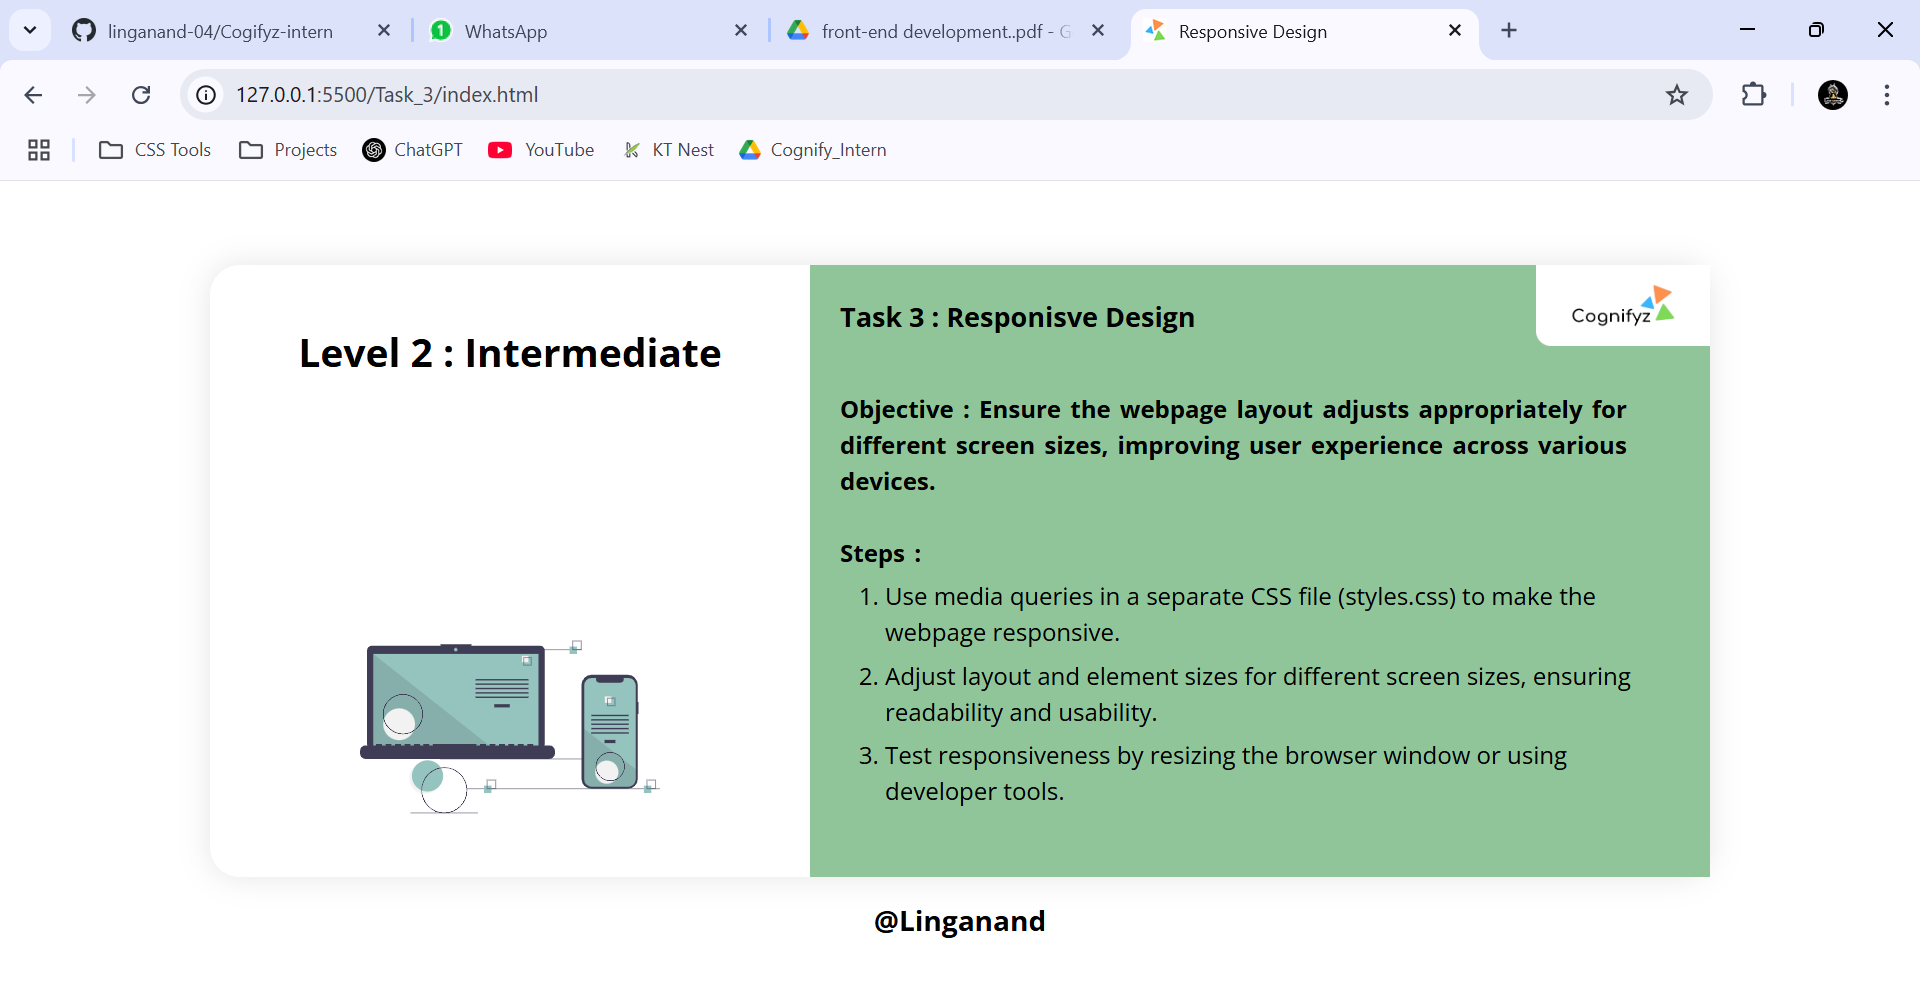 linganand-04/Cogifyz-intern
1
WhatsApp
front-end development..pdf - G
Responsive Design
127.0.0.1:5500/Task_3/index.html
CSS Tools
Projects
ChatGPT
YouTube
KT Nest
Cognify_Intern
Level 2 : Intermediate
Task 3 : Responisve Design
Cognifyz
Objective : Ensure the webpage layout adjusts appropriately for
different screen sizes, improving user experience across various
devices.
Steps :
1. Use media queries in a separate CSS file (styles.css) to make the
webpage responsive.
2. Adjust layout and element sizes for different screen sizes, ensuring
readability and usability.
3. Test responsiveness by resizing the browser window or using
developer tools.
@Linganand